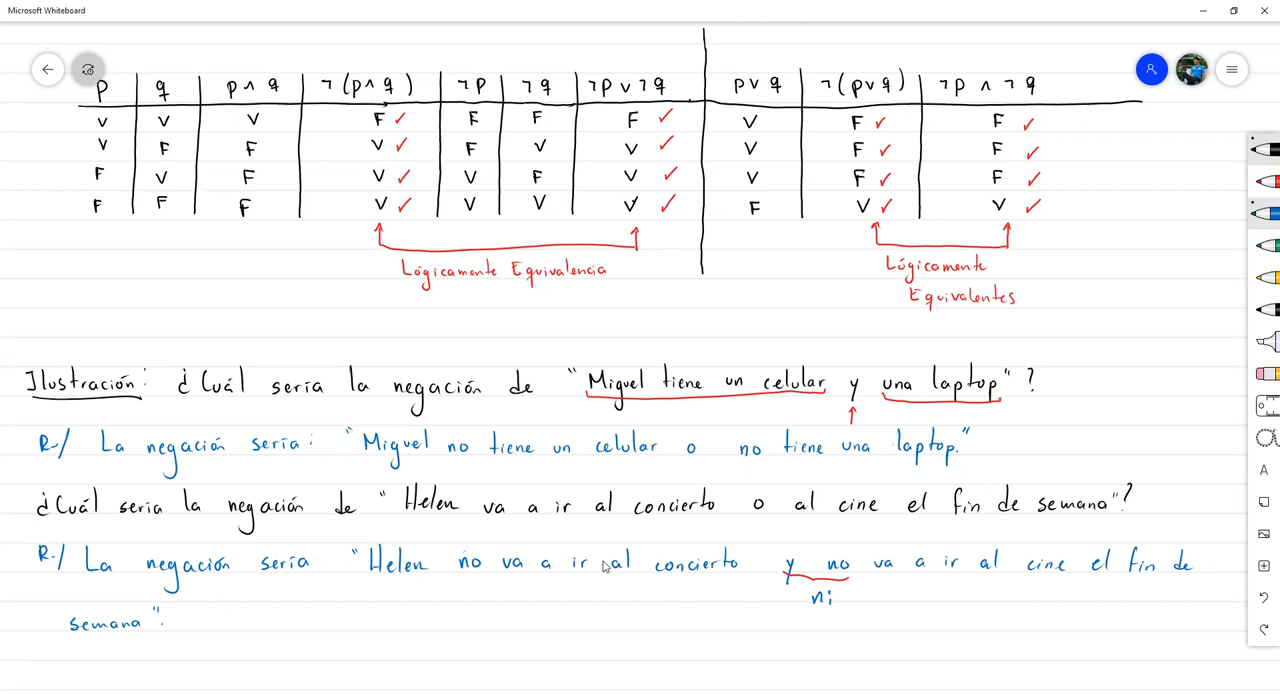 Microsoft Whiteboard
p q p ∧ q ¬(p ∧ q) ¬p ¬q ¬p ∨ ¬q p ∨ q ¬(p ∨ q) ¬p ∧ ¬q
V V V F ✓ F F F ✓ V F ✓ F ✓
V F F V ✓ F V V ✓ V F ✓ F ✓
F V F V ✓ V F V ✓ V F ✓ F ✓
F F F V ✓ V V V ✓ F V ✓ V ✓
Lógicamente Equivalencia
Lógicamente
Equivalentes
Ilustración: ¿Cuál sería la negación de "Miguel tiene un celular y una laptop"?
R-/ La negación sería: "Miguel no tiene un celular o no tiene una laptop."
¿Cuál sería la negación de "Helen va a ir al concierto o al cine el fin de semana"?
R-/ La negación sería "Helen no va a ir al concierto y no va a ir al cine el fin de
ni
semana".
A